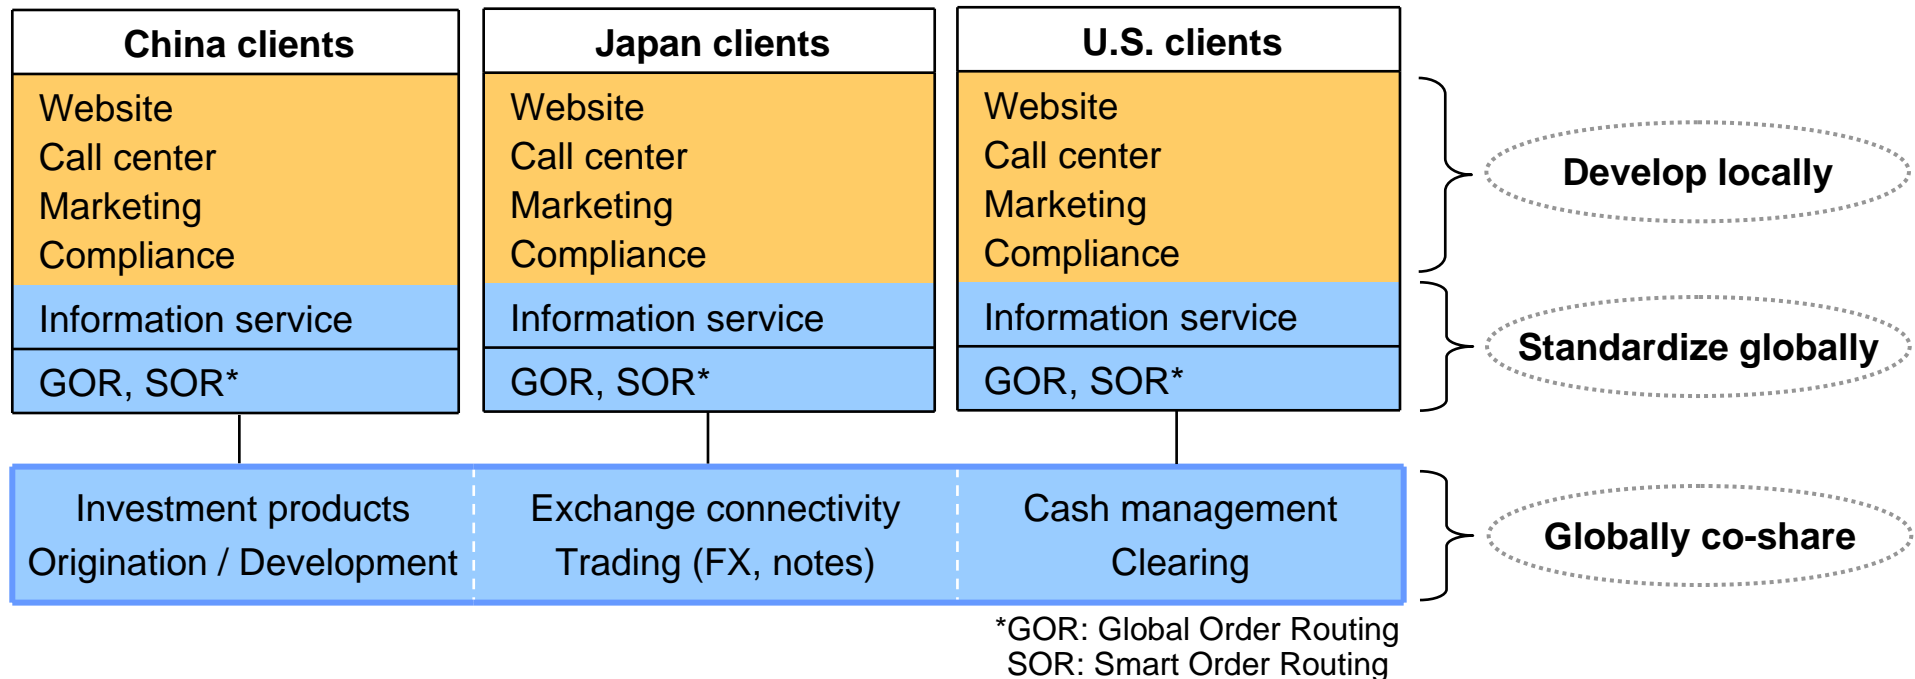 China clients
Website
Call center
Marketing
Compliance
Information service
GOR, SOR*
Japan clients
Website
Call center
Marketing
Compliance
Information service
GOR, SOR*
U.S. clients
Website
Call center
Marketing
Compliance
Information service
GOR, SOR*
Develop locally
Standardize globally
Investment products
Origination / Development
Exchange connectivity
Trading (FX, notes)
Cash management
Clearing
Globally co-share
*GOR: Global Order Routing
SOR: Smart Order Routing